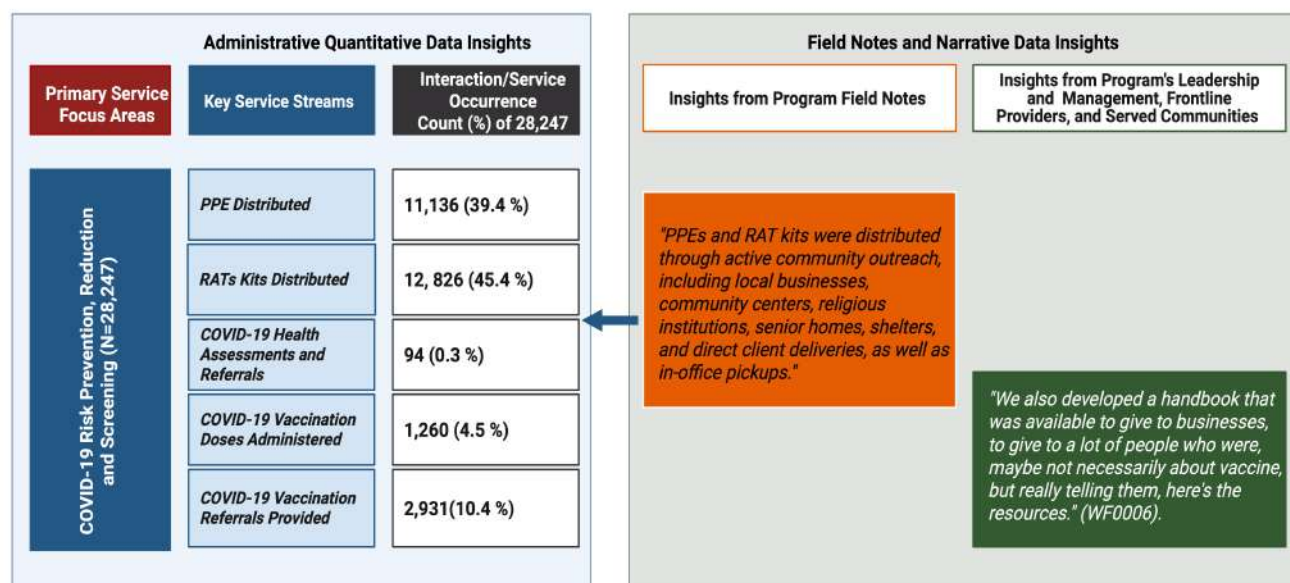 Administrative Quantitative Data Insights
Primary Service
Focus Areas
Key Service Streams
Interaction/Service
Occurrence
Count (%) of 28,247
COVID-19 Risk Prevention, Reduction
and Screening (N=28,247)
PPE Distributed
11,136 (39.4 %)
RATs Kits Distributed
12, 826 (45.4 %)
COVID-19 Health
Assessments and
Referrals
94 (0.3 %)
COVID-19 Vaccination
Doses Administered
1,260 (4.5 %)
COVID-19 Vaccination
Referrals Provided
2,931(10.4 %)
Field Notes and Narrative Data Insights
Insights from Program Field Notes
Insights from Program's Leadership
and Management, Frontline
Providers, and Served Communities
"PPEs and RAT kits were distributed
through active community outreach,
including local businesses,
community centers, religious
institutions, senior homes, shelters,
and direct client deliveries, as well as
in-office pickups."
"We also developed a handbook that
was available to give to businesses,
to give to a lot of people who were,
maybe not necessarily about vaccine,
but really telling them, here's the
resources." (WF0006).